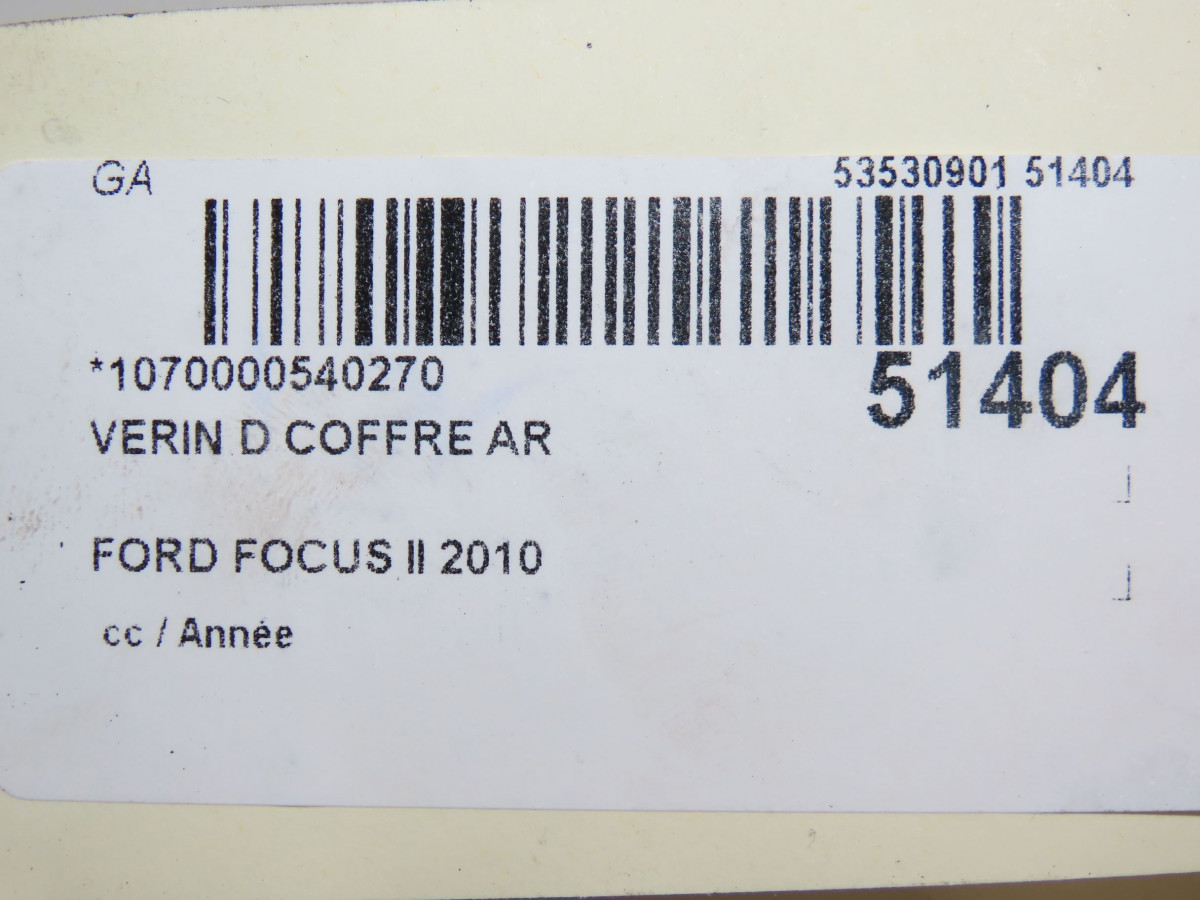 GA 53530901 51404
*1070000540270
51404
VERIN D COFFRE AR
FORD FOCUS II 2010
cc / Année